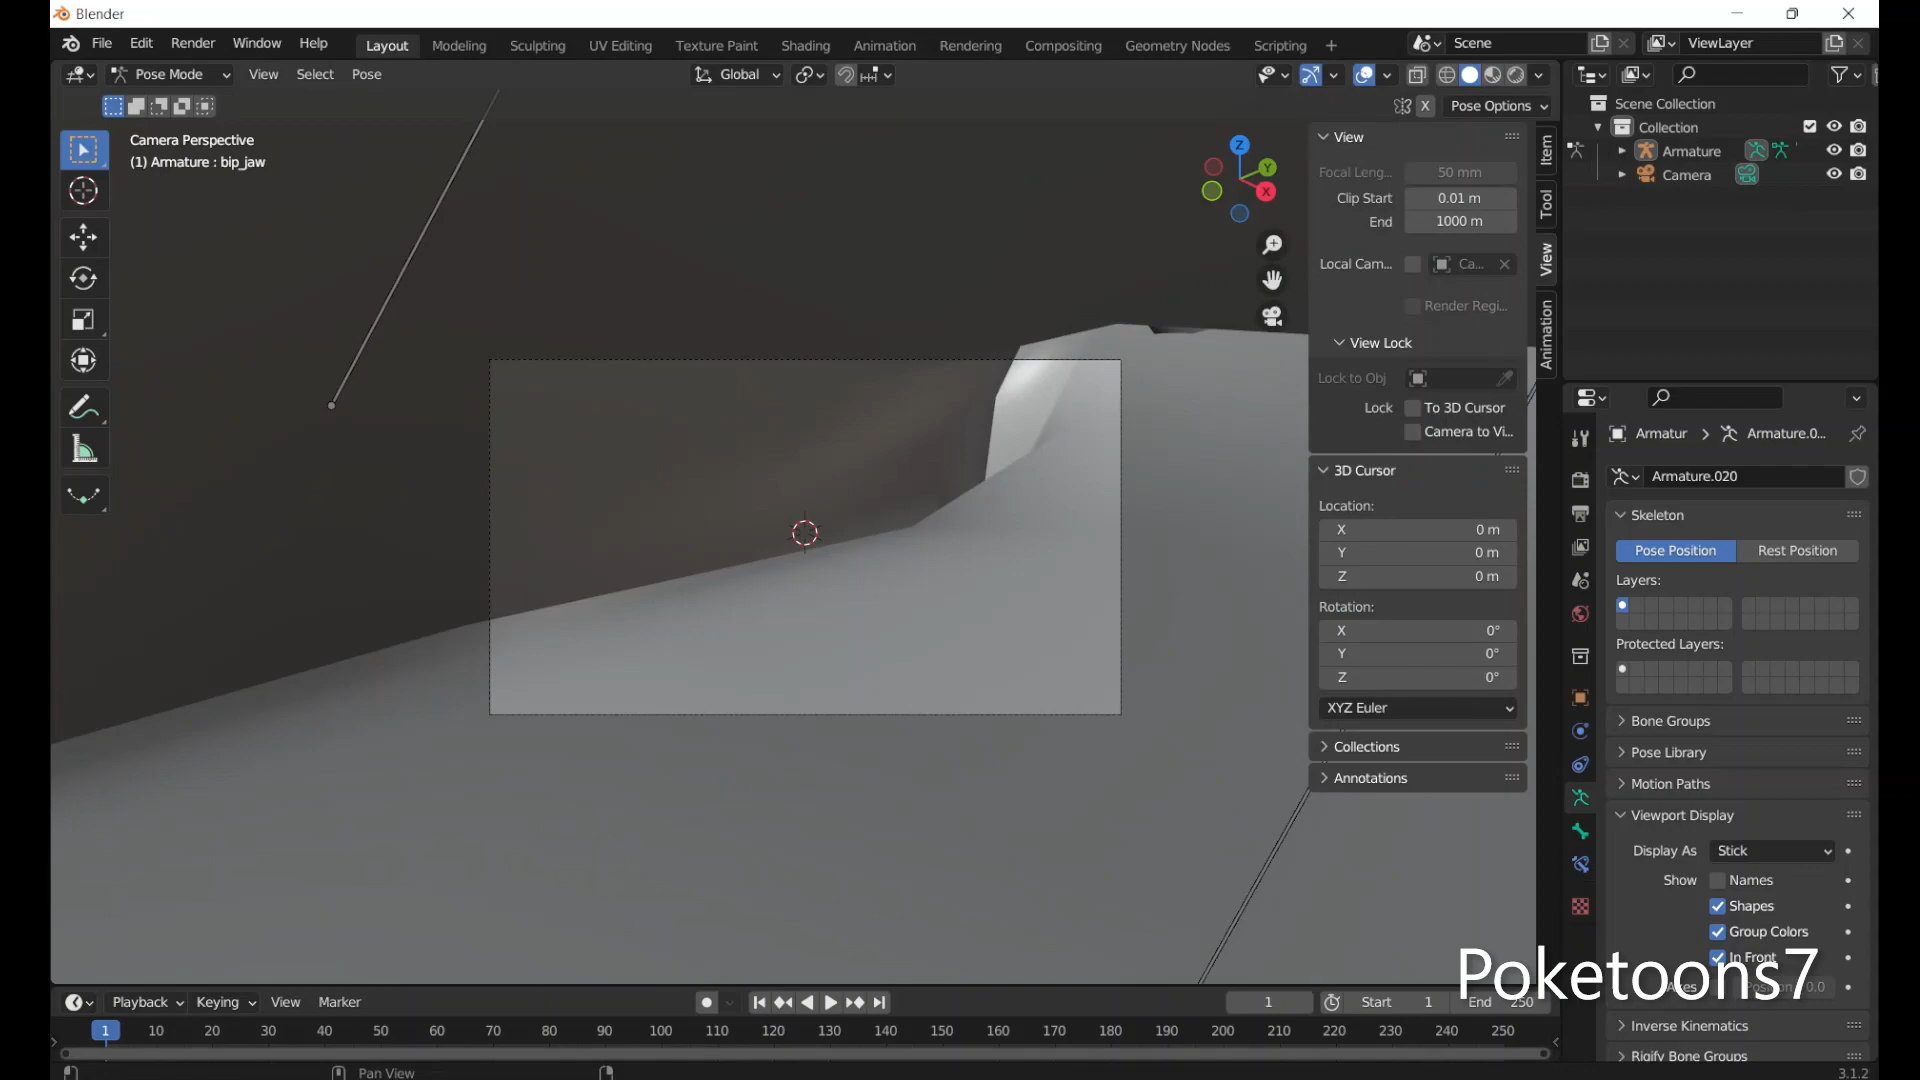 Blender
File Edit Render Window Help Layout Modeling Sculpting UV Editing Texture Paint Shading Animation Rendering Compositing Geometry Nodes Scripting + Scene ViewLayer
Pose Mode View Select Pose Global
X Pose Options
Camera Perspective
(1) Armature : bip_jaw
Z
Y
X
View
Focal Leng... 50 mm
Clip Start 0.01 m
End 1000 m
Local Cam... Ca...
Render Regi...
View Lock
Lock to Obj
Lock To 3D Cursor
Camera to Vi...
3D Cursor
Location:
X 0 m
Y 0 m
Z 0 m
Rotation:
X 0°
Y 0°
Z 0°
XYZ Euler
Collections
Annotations
Item
Tool
View
Animation
Scene Collection
Collection
Armature
Camera
Armatur Armature.0...
Armature.020
Skeleton
Pose Position Rest Position
Layers:
Protected Layers:
Bone Groups
Pose Library
Motion Paths
Viewport Display
Display As Stick
Show Names
Shapes
Group Colors
In Front
Axes Position 0.0
Inverse Kinematics
Rigify Bone Groups
Poketoons7
Playback Keying View Marker 1 Start 1 End 250
1 10 20 30 40 50 60 70 80 90 100 110 120 130 140 150 160 170 180 190 200 210 220 230 240 250
Pan View 3.1.2